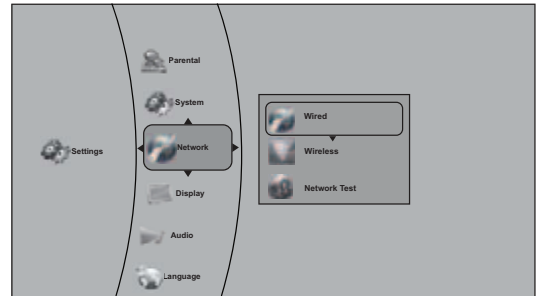 Settings
Parental
System
Network
Display
Audio
Language
Wired
Wireless
Network Test